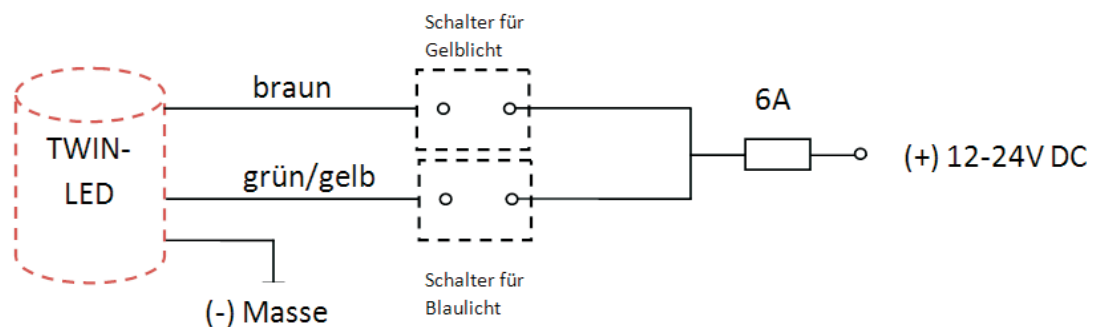 Schalter für
Gelblicht
braun
6A
TWIN-
LED
(+) 12-24V DC
grün/gelb
Schalter für
Blaulicht
(-) Masse